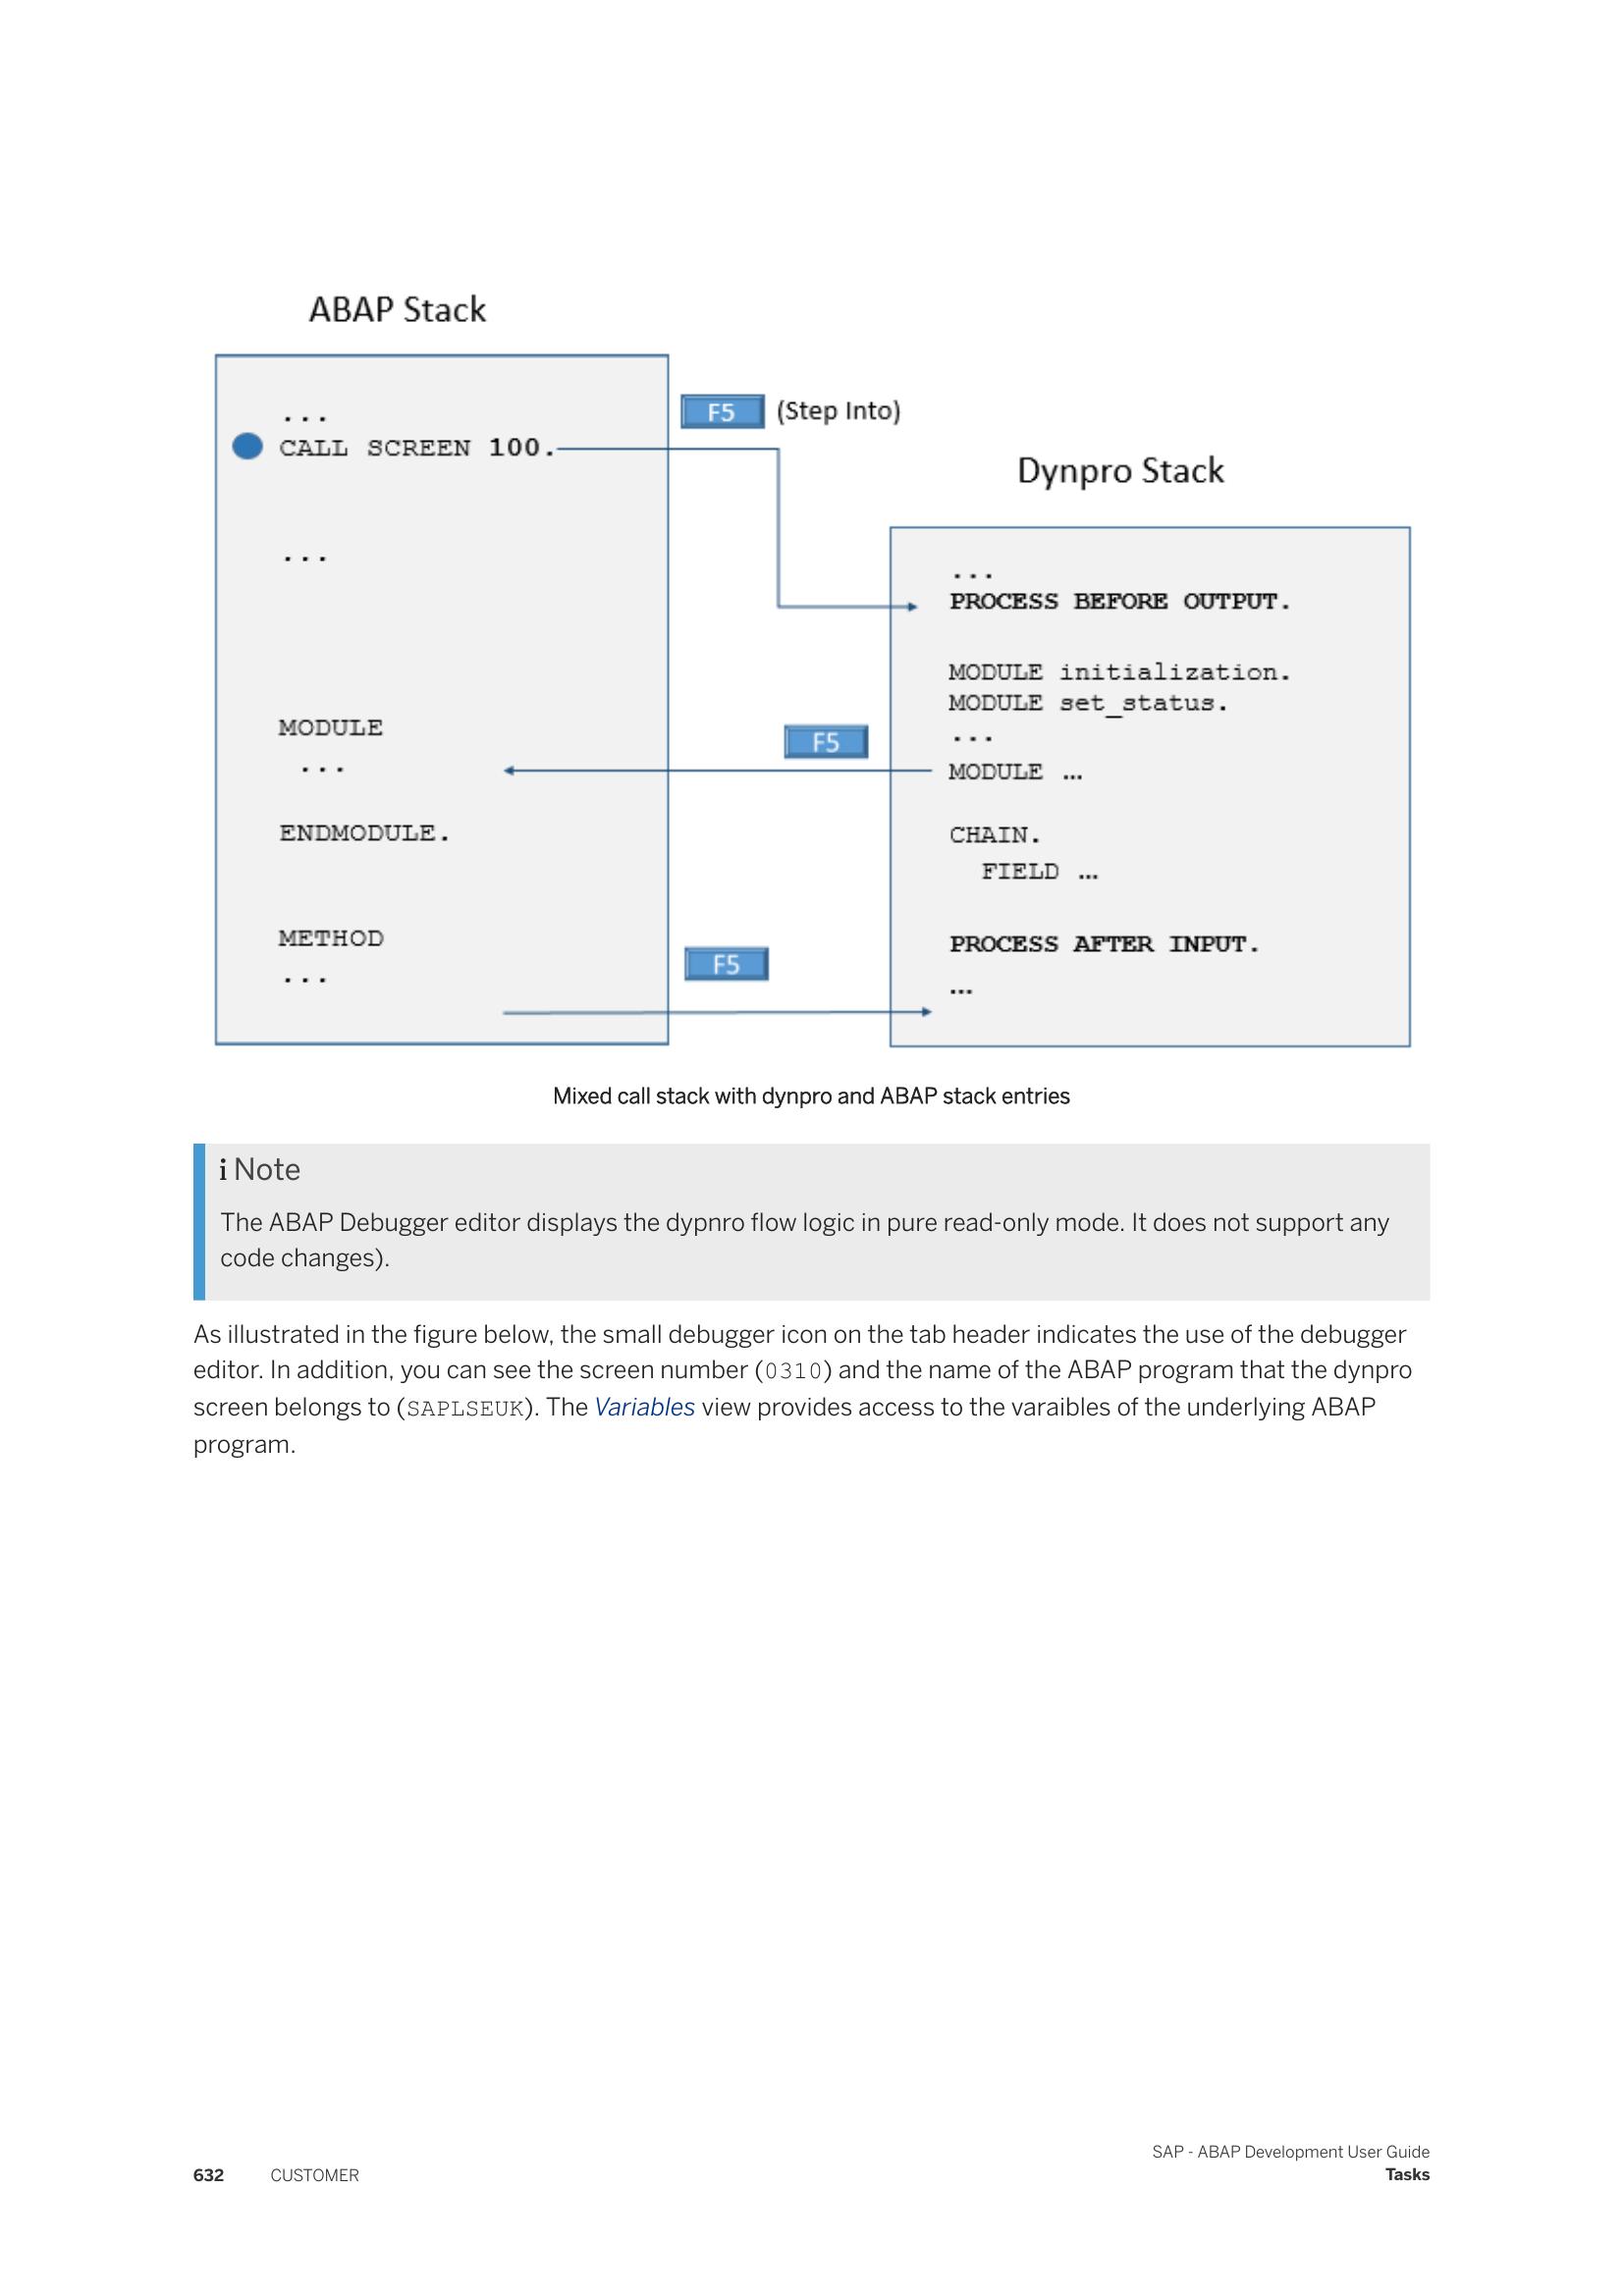 ABAP Stack
...
CALL SCREEN 100.
F5 (Step Into)
...
MODULE
...
ENDMODULE.
METHOD
...
Dynpro Stack
...
PROCESS BEFORE OUTPUT.
MODULE initialization.
MODULE set_status.
...
F5
MODULE ...
CHAIN.
FIELD ...
PROCESS AFTER INPUT.
F5
...
Mixed call stack with dynpro and ABAP stack entries
i Note
The ABAP Debugger editor displays the dypnro flow logic in pure read-only mode. It does not support any
code changes).
As illustrated in the figure below, the small debugger icon on the tab header indicates the use of the debugger
editor. In addition, you can see the screen number (0310) and the name of the ABAP program that the dynpro
screen belongs to (SAPLSEUK). The Variables view provides access to the varaibles of the underlying ABAP
program.
SAP - ABAP Development User Guide
632 CUSTOMER Tasks